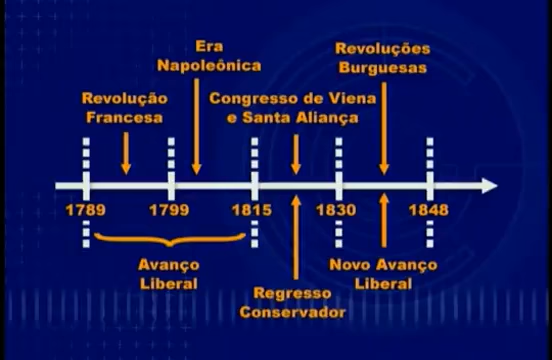 Era
Napoleônica
Revoluções
Burguesas
Revolução
Francesa
Congresso de Viena
e Santa Aliança
1789
1799
1815
1830
1848
Avanço
Liberal
Regresso
Conservador
Novo Avanço
Liberal